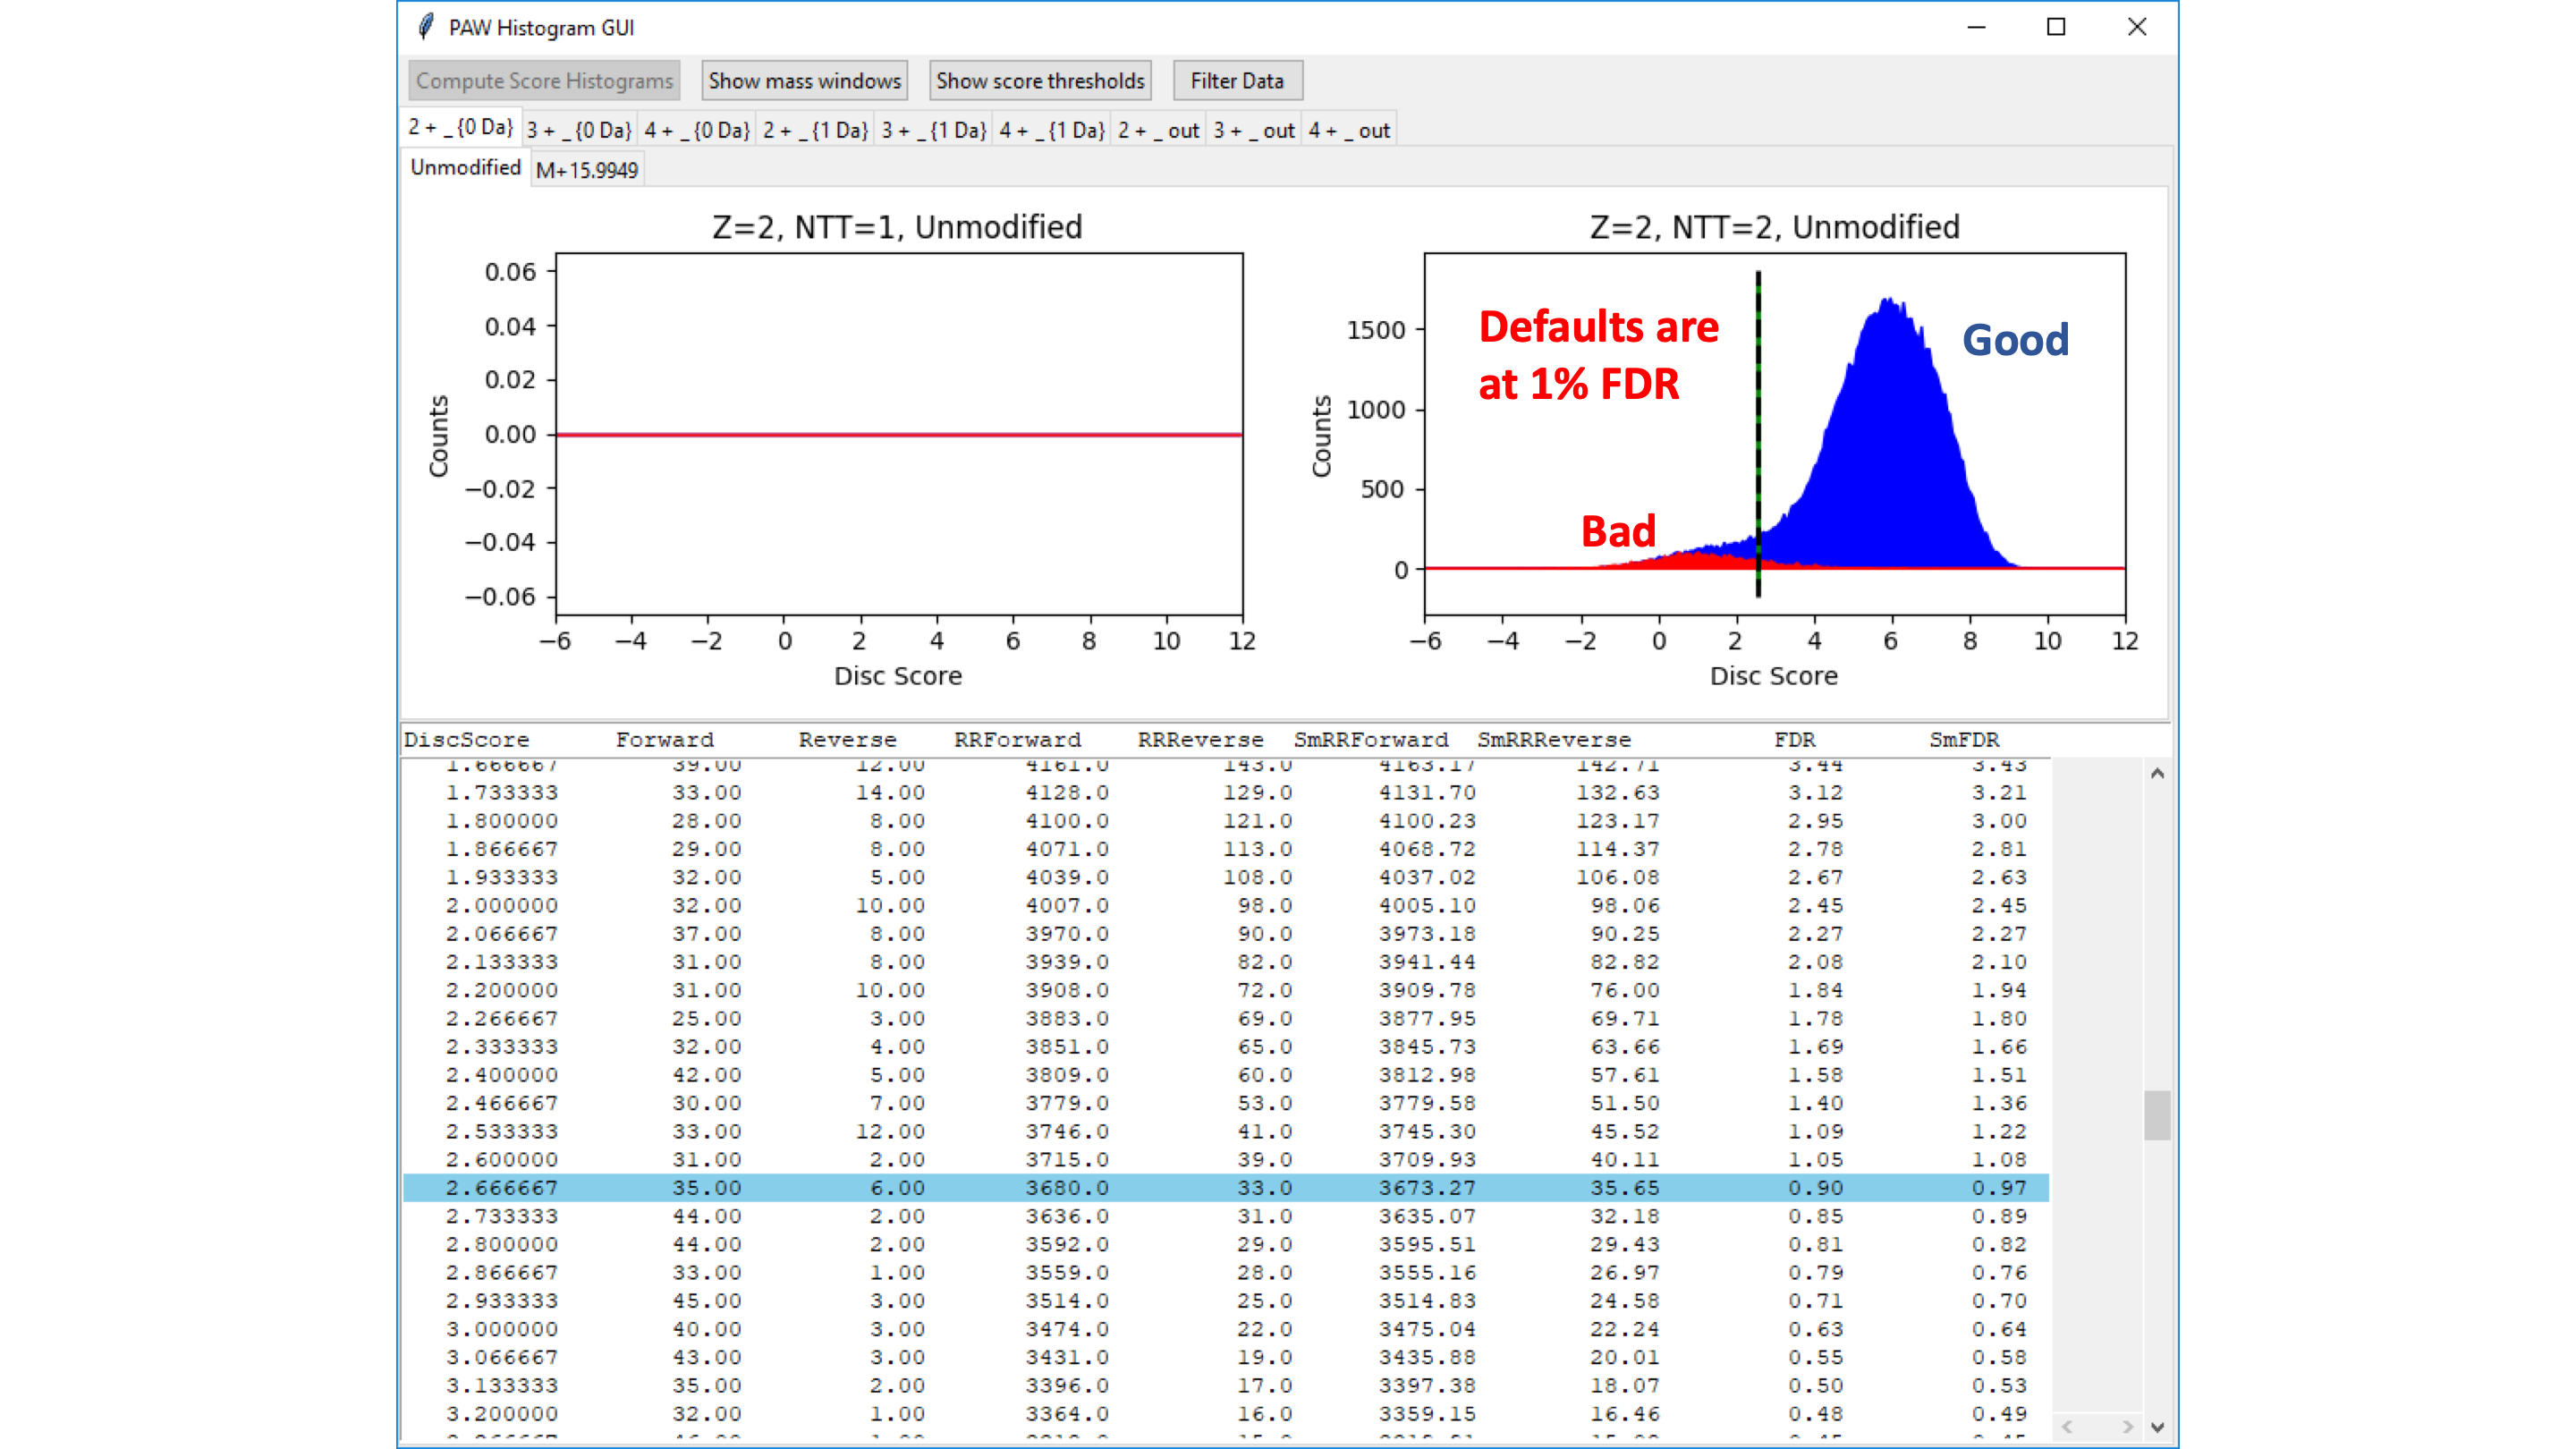 PAW Histogram GUI
Compute Score Histograms Show mass windows Show score thresholds Filter Data
2 + _ {0 Da} 3 + _ {0 Da} 4 + _ {0 Da} 2 + _ {1 Da} 3 + _ {1 Da} 4 + _ {1 Da} 2 + _ out 3 + _ out 4 + _ out
Unmodified M+15.9949
Z=2, NTT=1, Unmodified
0.06
0.04
0.02
0.00
−0.02
−0.04
−0.06
Counts
−6 −4 −2 0 2 4 6 8 10 12
Disc Score
Z=2, NTT=2, Unmodified
Defaults are
at 1% FDR
Good
Bad
1500
1000
500
0
Counts
−6 −4 −2 0 2 4 6 8 10 12
Disc Score
DiscScore Forward Reverse RRForward RRReverse SmRRForward SmRRReverse FDR SmFDR
1.666667 39.00 12.00 4161.0 143.0 4163.17 142.71 3.44 3.43
1.733333 33.00 14.00 4128.0 129.0 4131.70 132.63 3.12 3.21
1.800000 28.00 8.00 4100.0 121.0 4100.23 123.17 2.95 3.00
1.866667 29.00 8.00 4071.0 113.0 4068.72 114.37 2.78 2.81
1.933333 32.00 5.00 4039.0 108.0 4037.02 106.08 2.67 2.63
2.000000 32.00 10.00 4007.0 98.0 4005.10 98.06 2.45 2.45
2.066667 37.00 8.00 3970.0 90.0 3973.18 90.25 2.27 2.27
2.133333 31.00 8.00 3939.0 82.0 3941.44 82.82 2.08 2.10
2.200000 31.00 10.00 3908.0 72.0 3909.78 76.00 1.84 1.94
2.266667 25.00 3.00 3883.0 69.0 3877.95 69.71 1.78 1.80
2.333333 32.00 4.00 3851.0 65.0 3845.73 63.66 1.69 1.66
2.400000 42.00 5.00 3809.0 60.0 3812.98 57.61 1.58 1.51
2.466667 30.00 7.00 3779.0 53.0 3779.58 51.50 1.40 1.36
2.533333 33.00 12.00 3746.0 41.0 3745.30 45.52 1.09 1.22
2.600000 31.00 2.00 3715.0 39.0 3709.93 40.11 1.05 1.08
2.666667 35.00 6.00 3680.0 33.0 3673.27 35.65 0.90 0.97
2.733333 44.00 2.00 3636.0 31.0 3635.07 32.18 0.85 0.89
2.800000 44.00 2.00 3592.0 29.0 3595.51 29.43 0.81 0.82
2.866667 33.00 1.00 3559.0 28.0 3555.16 26.97 0.79 0.76
2.933333 45.00 3.00 3514.0 25.0 3514.83 24.58 0.71 0.70
3.000000 40.00 3.00 3474.0 22.0 3475.04 22.24 0.63 0.64
3.066667 43.00 3.00 3431.0 19.0 3435.88 20.01 0.55 0.58
3.133333 35.00 2.00 3396.0 17.0 3397.38 18.07 0.50 0.53
3.200000 32.00 1.00 3364.0 16.0 3359.15 16.46 0.48 0.49